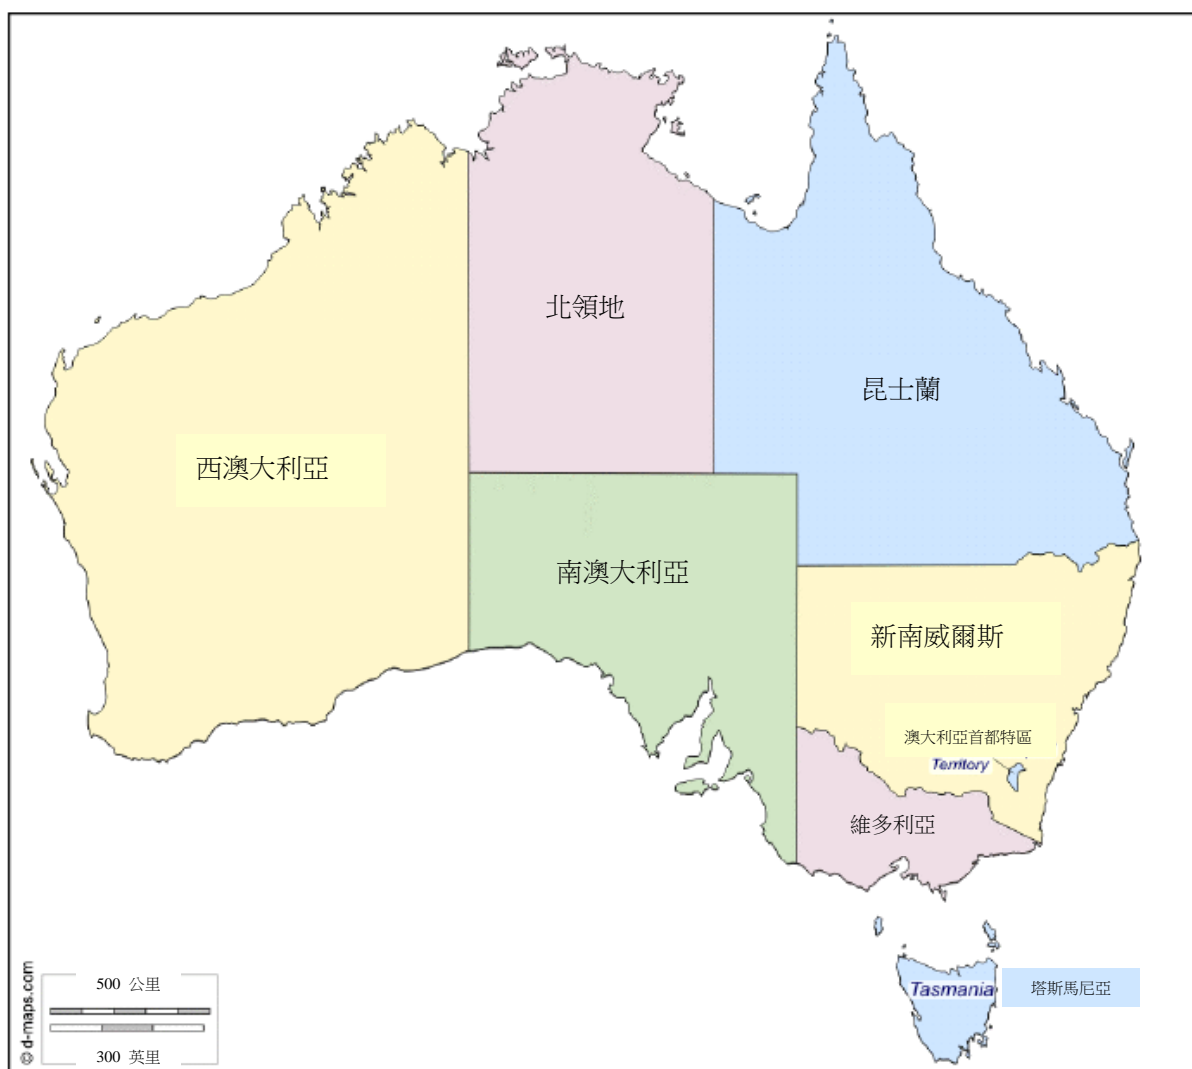 北領地
昆士蘭
西澳大利亞
南澳大利亞
新南威爾斯
澳大利亞首都特區
Territory
維多利亞
Tasmania
塔斯馬尼亞
500 公里
300 英里
© d-maps.com